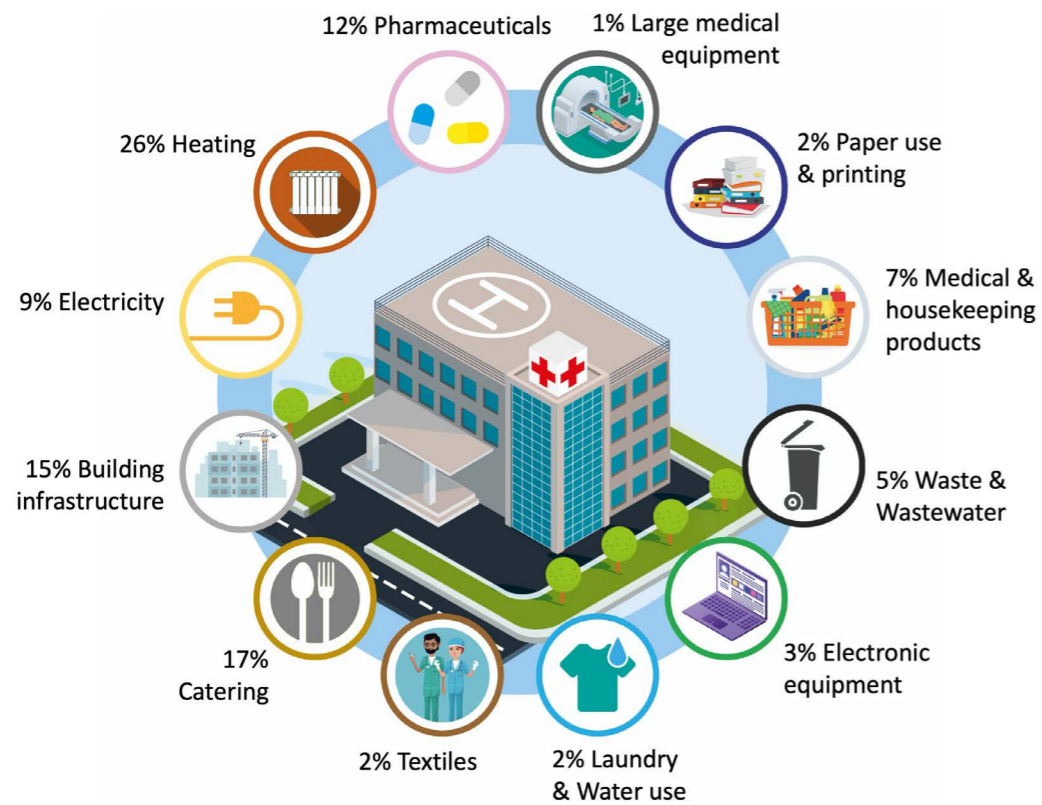 12% Pharmaceuticals
1% Large medical
equipment
2% Paper use
& printing
7% Medical &
housekeeping
products
5% Waste &
Wastewater
3% Electronic
equipment
2% Laundry
& Water use
2% Textiles
17%
Catering
15% Building
infrastructure
9% Electricity
26% Heating
H